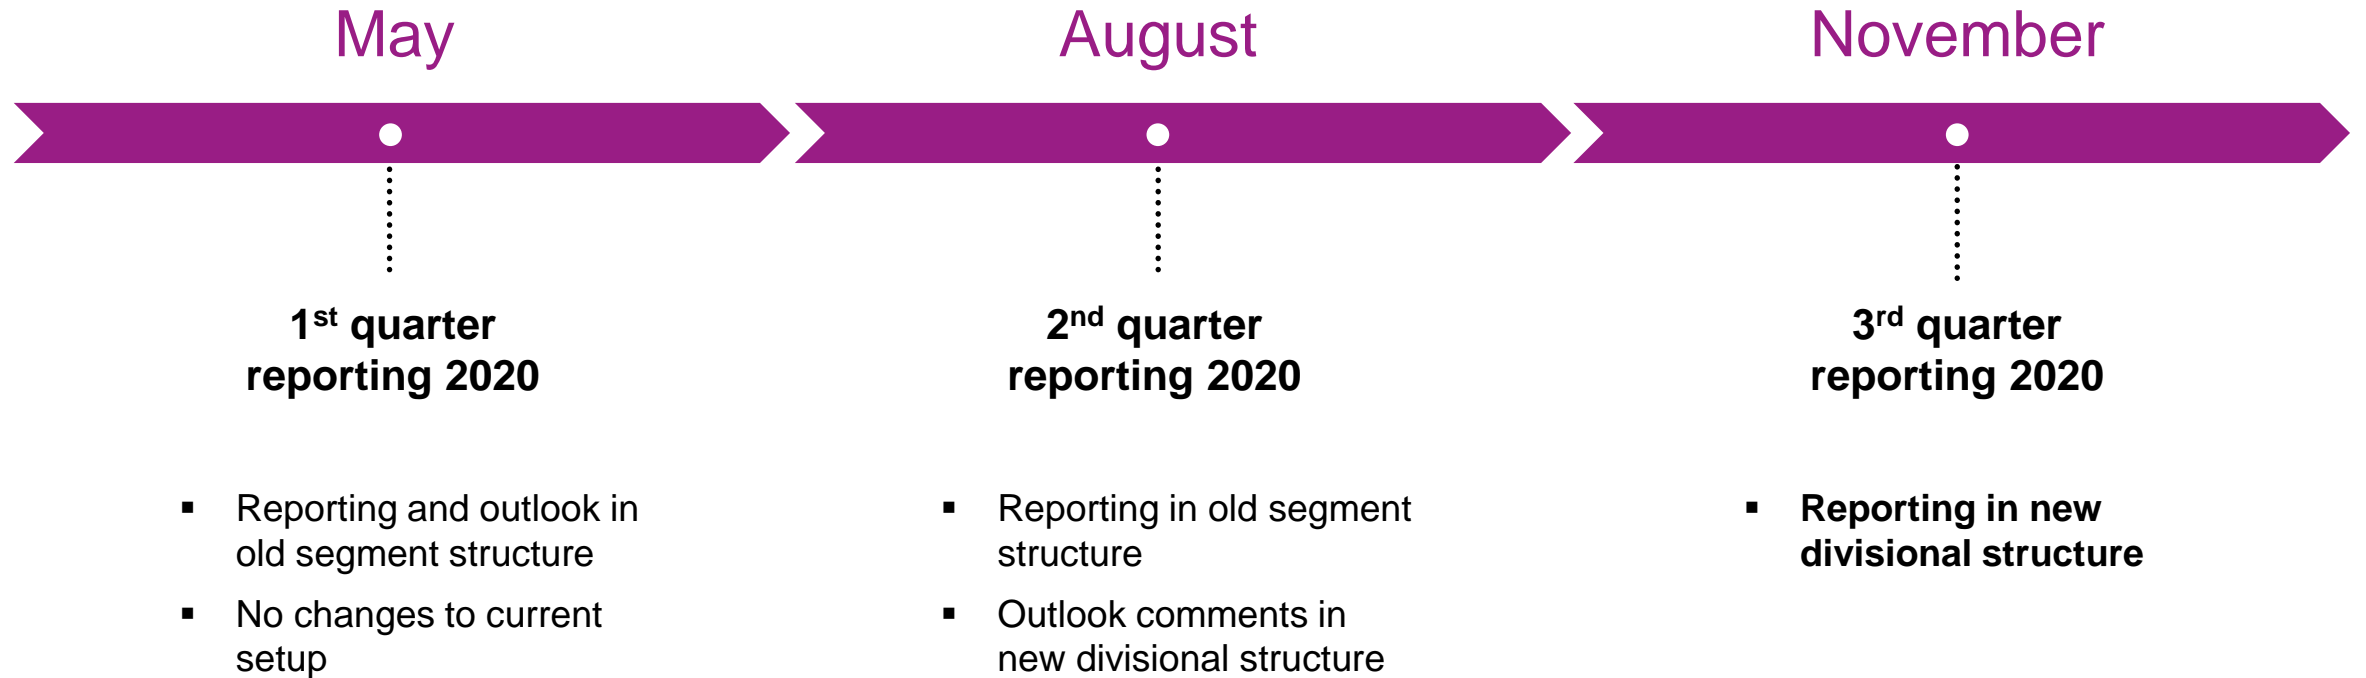 May
August
November
1st quarter
reporting 2020
2nd quarter
reporting 2020
3rd quarter
reporting 2020
▪ Reporting and outlook in
old segment structure
▪ No changes to current
setup
▪ Reporting in old segment
structure
▪ Outlook comments in
new divisional structure
▪ Reporting in new
divisional structure